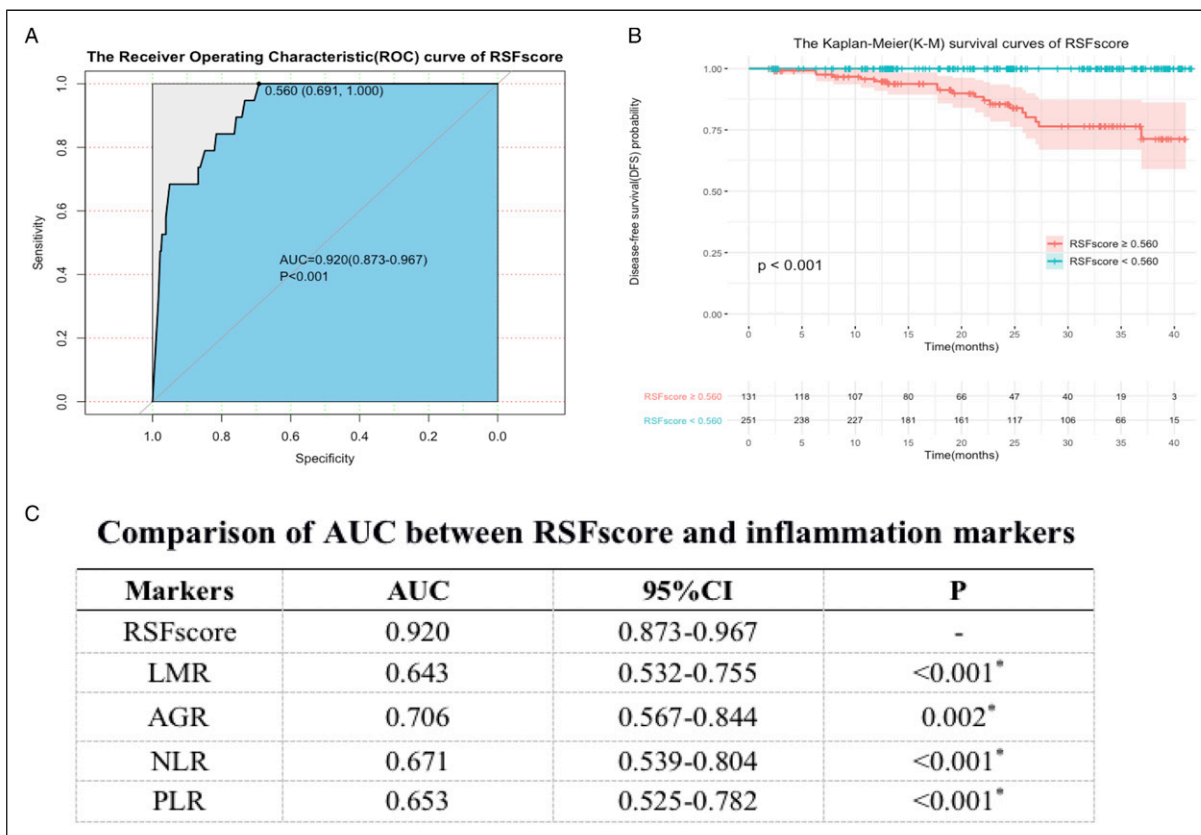 A
The Receiver Operating Characteristic(ROC) curve of RSFscore
1.0
0.8
0.6
0.4
0.2
0.0
Sensitivity
0.560 (0.691, 1.000)
AUC=0.920(0.873-0.967)
P<0.001
1.0 0.8 0.6 0.4 0.2 0.0
Specificity
B
The Kaplan-Meier(K-M) survival curves of RSFscore
1.00
0.75
0.50
0.25
0.00
Disease-free survival(DFS) probability
RSFscore ≥ 0.560
RSFscore < 0.560
p < 0.001
0 5 10 15 20 25 30 35 40
Time(months)
RSFscore ≥ 0.560 131 118 107 80 66 47 40 19 3
RSFscore < 0.560 251 238 227 181 161 117 106 66 15
0 5 10 15 20 25 30 35 40
Time(months)
C
Comparison of AUC between RSFscore and inflammation markers
Markers AUC 95%CI P
RSFscore 0.920 0.873-0.967 -
LMR 0.643 0.532-0.755 <0.001*
AGR 0.706 0.567-0.844 0.002*
NLR 0.671 0.539-0.804 <0.001*
PLR 0.653 0.525-0.782 <0.001*